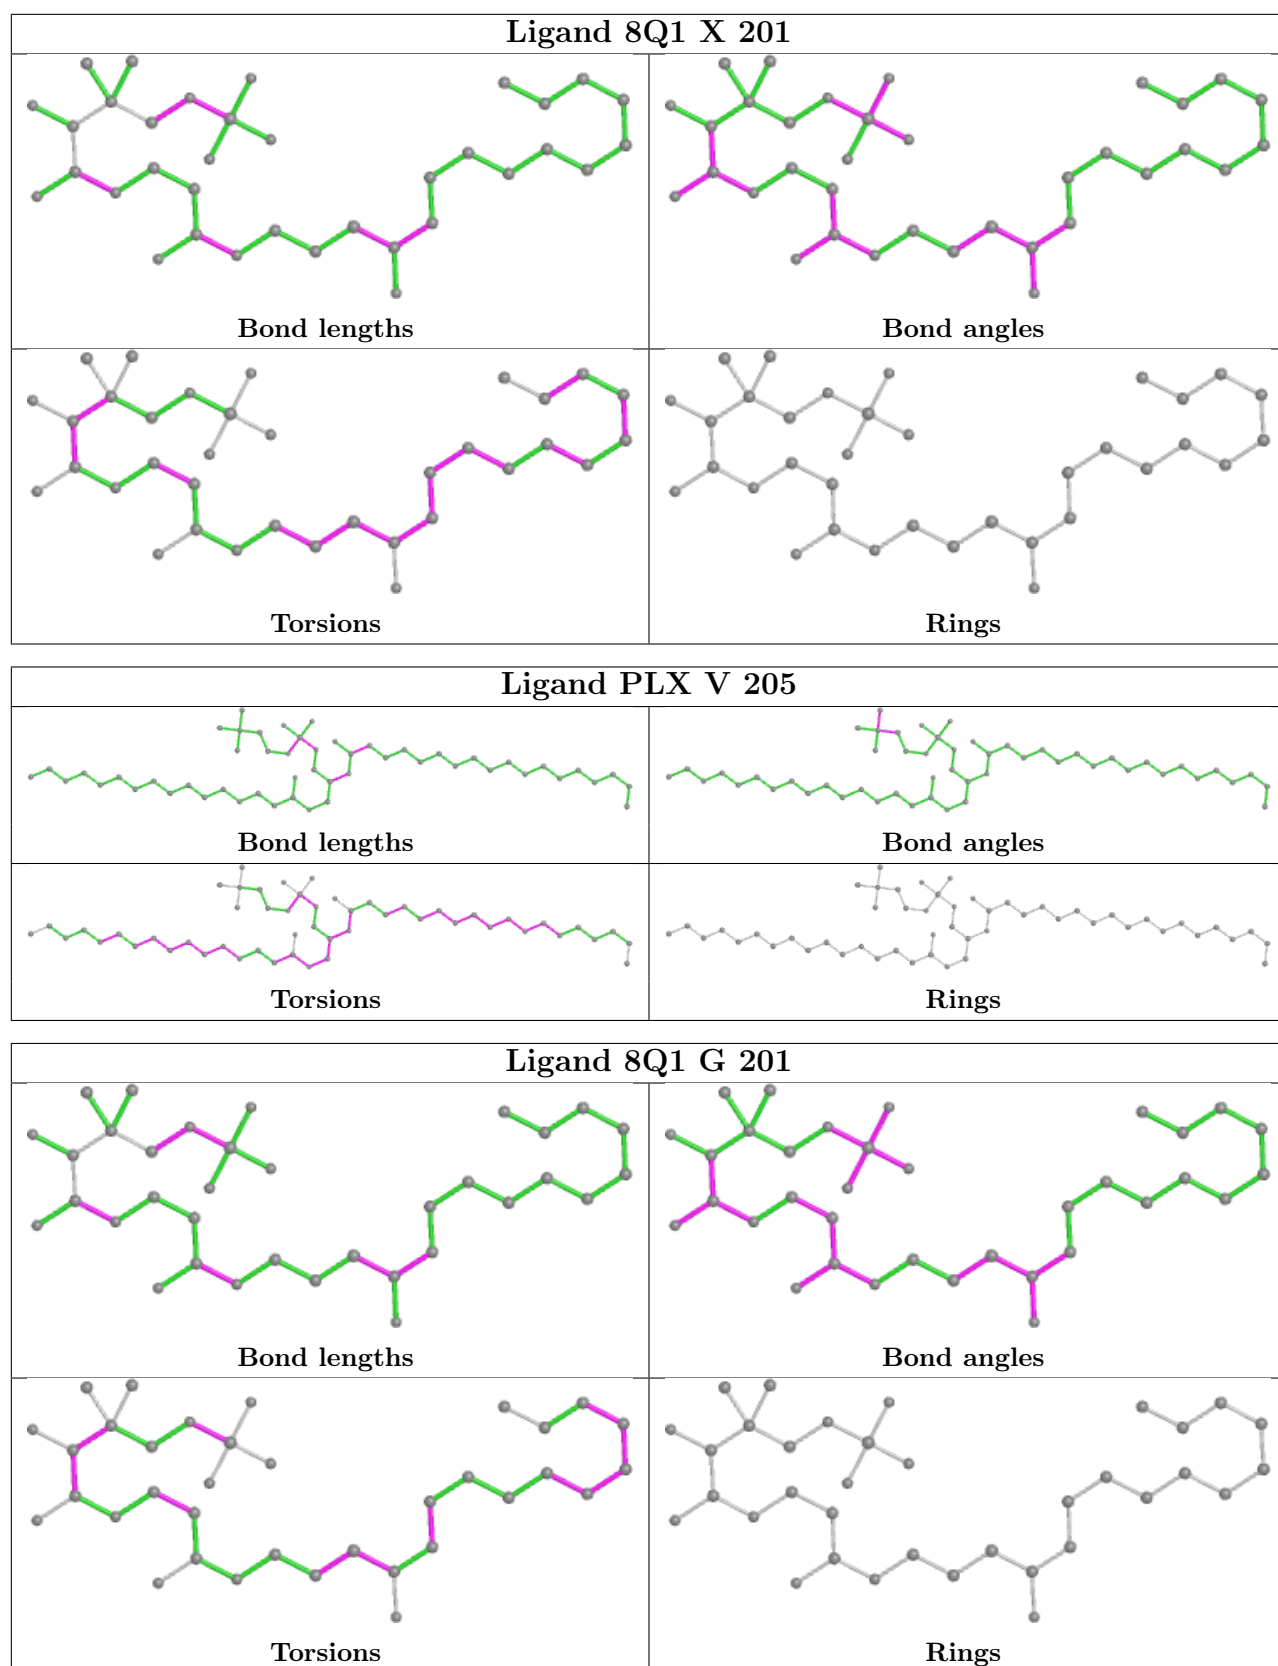 Ligand 8Q1 X 201
Bond lengths
Bond angles
Torsions
Rings
Ligand PLX V 205
Bond lengths
Bond angles
Torsions
Rings
Ligand 8Q1 G 201
Bond lengths
Bond angles
Torsions
Rings